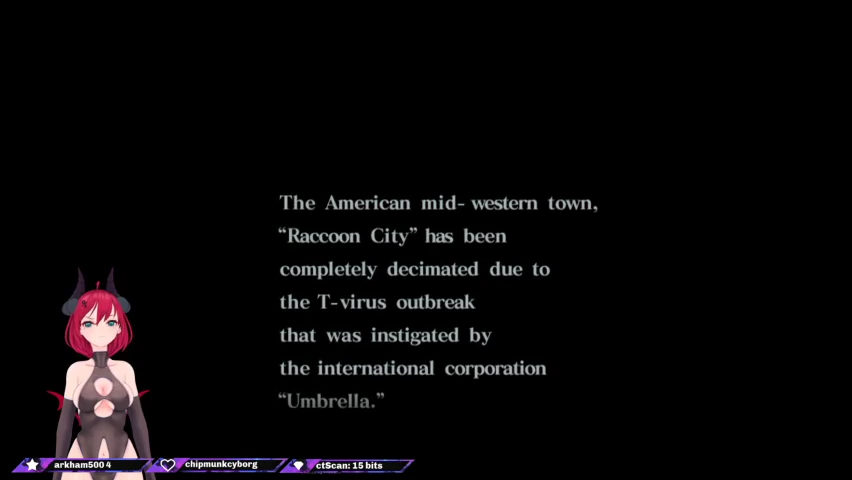 The American mid-western town,
“Raccoon City” has been
completely decimated due to
the T-virus outbreak
that was instigated by
the international corporation
“Umbrella.”
arkham500 4
chipmunkcyborg
ctScan: 15 bits